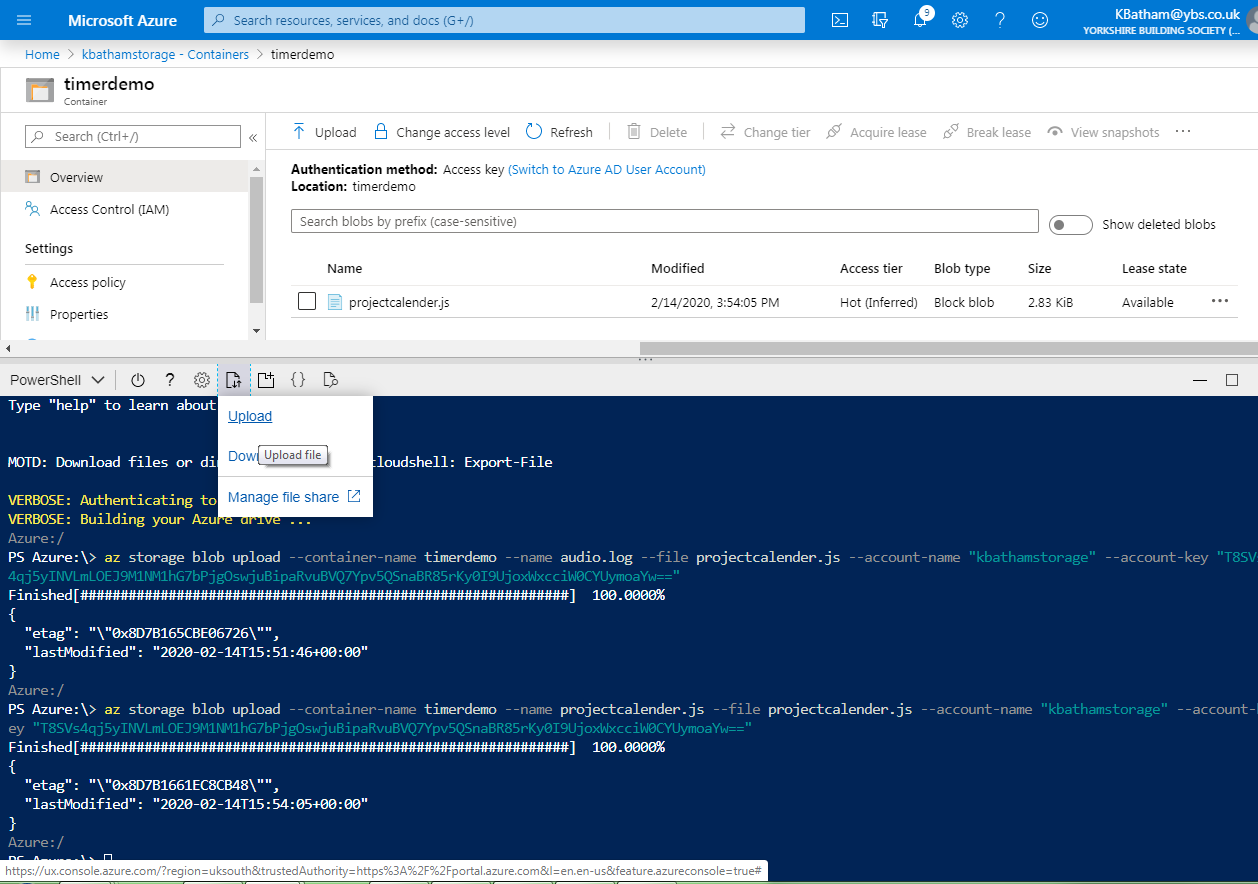 Microsoft Azure
Search resources, services, and docs (G+/)
9
KBatham@ybs.co.uk
YORKSHIRE BUILDING SOCIETY (...
Home > kbathamstorage - Containers > timerdemo
timerdemo
Container
Search (Ctrl+/)
«
Overview
Access Control (IAM)
Settings
Access policy
Properties
Upload Change access level Refresh Delete Change tier Acquire lease Break lease View snapshots ...
Authentication method: Access key (Switch to Azure AD User Account)
Location: timerdemo
Search blobs by prefix (case-sensitive)
Show deleted blobs
Name Modified Access tier Blob type Size Lease state
projectcalender.js 2/14/2020, 3:54:05 PM Hot (Inferred) Block blob 2.83 KiB Available ...
PowerShell ? {}
Upload
Dow
Upload file
Manage file share
Type "help" to learn about
MOTD: Download files or di cloudshell: Export-File
VERBOSE: Authenticating to
VERBOSE: Building your Azure drive ...
Azure:/
PS Azure:\> az storage blob upload --container-name timerdemo --name audio.log --file projectcalender.js --account-name "kbathamstorage" --account-key "T8SV
4qj5yINVLmLOEJ9M1NM1hG7bPjgOswjuBipaRvuBVQ7Ypv5QSnaBR85rKy0I9UjoxWxcciW0CYUymoaYw=="
Finished[#############################################################] 100.0000%
{
"etag": "\"0x8D7B165CBE06726\"",
"lastModified": "2020-02-14T15:51:46+00:00"
}
Azure:/
PS Azure:\> az storage blob upload --container-name timerdemo --name projectcalender.js --file projectcalender.js --account-name "kbathamstorage" --account-k
ey "T8SVs4qj5yINVLmLOEJ9M1NM1hG7bPjgOswjuBipaRvuBVQ7Ypv5QSnaBR85rKy0I9UjoxWxcciW0CYUymoaYw=="
Finished[#############################################################] 100.0000%
{
"etag": "\"0x8D7B1661EC8CB48\"",
"lastModified": "2020-02-14T15:54:05+00:00"
}
Azure:/
PS Azure:\>
https://ux.console.azure.com/?region=uksouth&trustedAuthority=https%3A%2F%2Fportal.azure.com&l=en.en-us&feature.azureconsole=true#